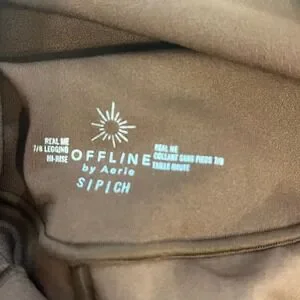 REAL ME
7/8 LEGGING
HI-RISE
OFFLINE
by Aerie
S/P/CH
REAL ME
COLLANT SANS PIEDS 7/8
TAILLE HAUTE